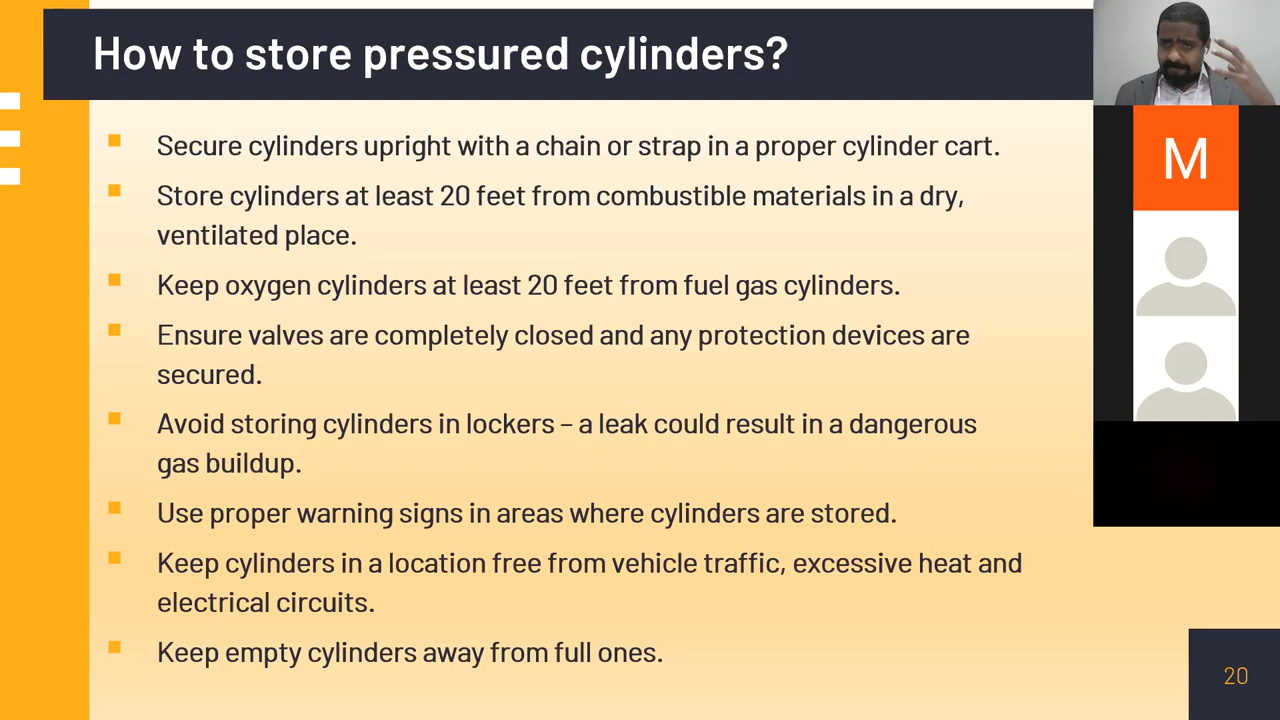 How to store pressured cylinders?
Secure cylinders upright with a chain or strap in a proper cylinder cart.
Store cylinders at least 20 feet from combustible materials in a dry,
ventilated place.
Keep oxygen cylinders at least 20 feet from fuel gas cylinders.
Ensure valves are completely closed and any protection devices are
secured.
Avoid storing cylinders in lockers – a leak could result in a dangerous
gas buildup.
Use proper warning signs in areas where cylinders are stored.
Keep cylinders in a location free from vehicle traffic, excessive heat and
electrical circuits.
Keep empty cylinders away from full ones.
M
20